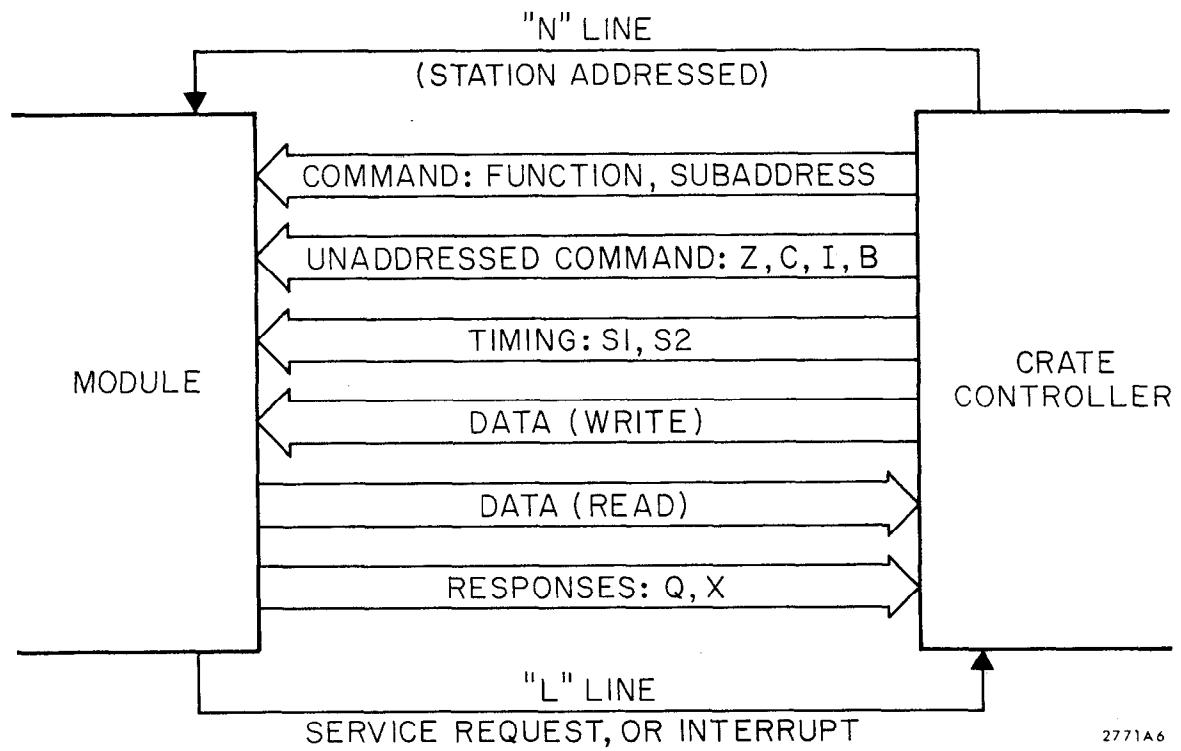 "N" LINE
(STATION ADDRESSED)
COMMAND: FUNCTION, SUBADDRESS
UNADDRESSED COMMAND: Z, C, I, B
TIMING: S1, S2
MODULE
CRATE
CONTROLLER
DATA (WRITE)
DATA (READ)
RESPONSES: Q, X
"L" LINE
SERVICE REQUEST, OR INTERRUPT
2771A6